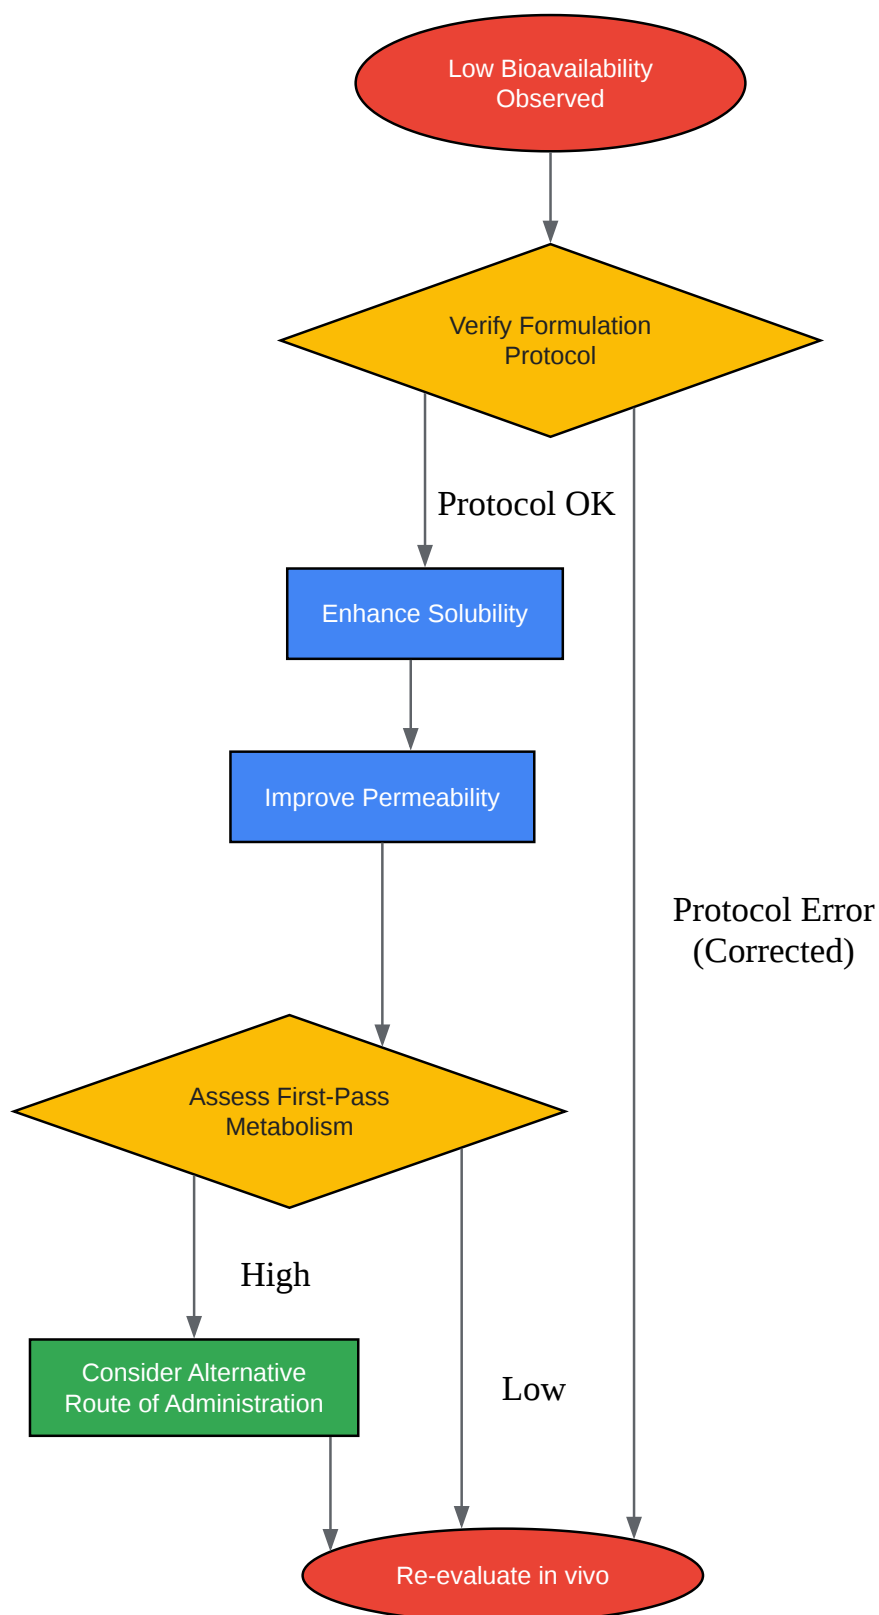 Low Bioavailability
Observed
Verify Formulation
Protocol
Protocol OK
Enhance Solubility
Improve Permeability
Protocol Error
(Corrected)
Assess First-Pass
Metabolism
High
Consider Alternative
Route of Administration
Low
Re-evaluate in vivo